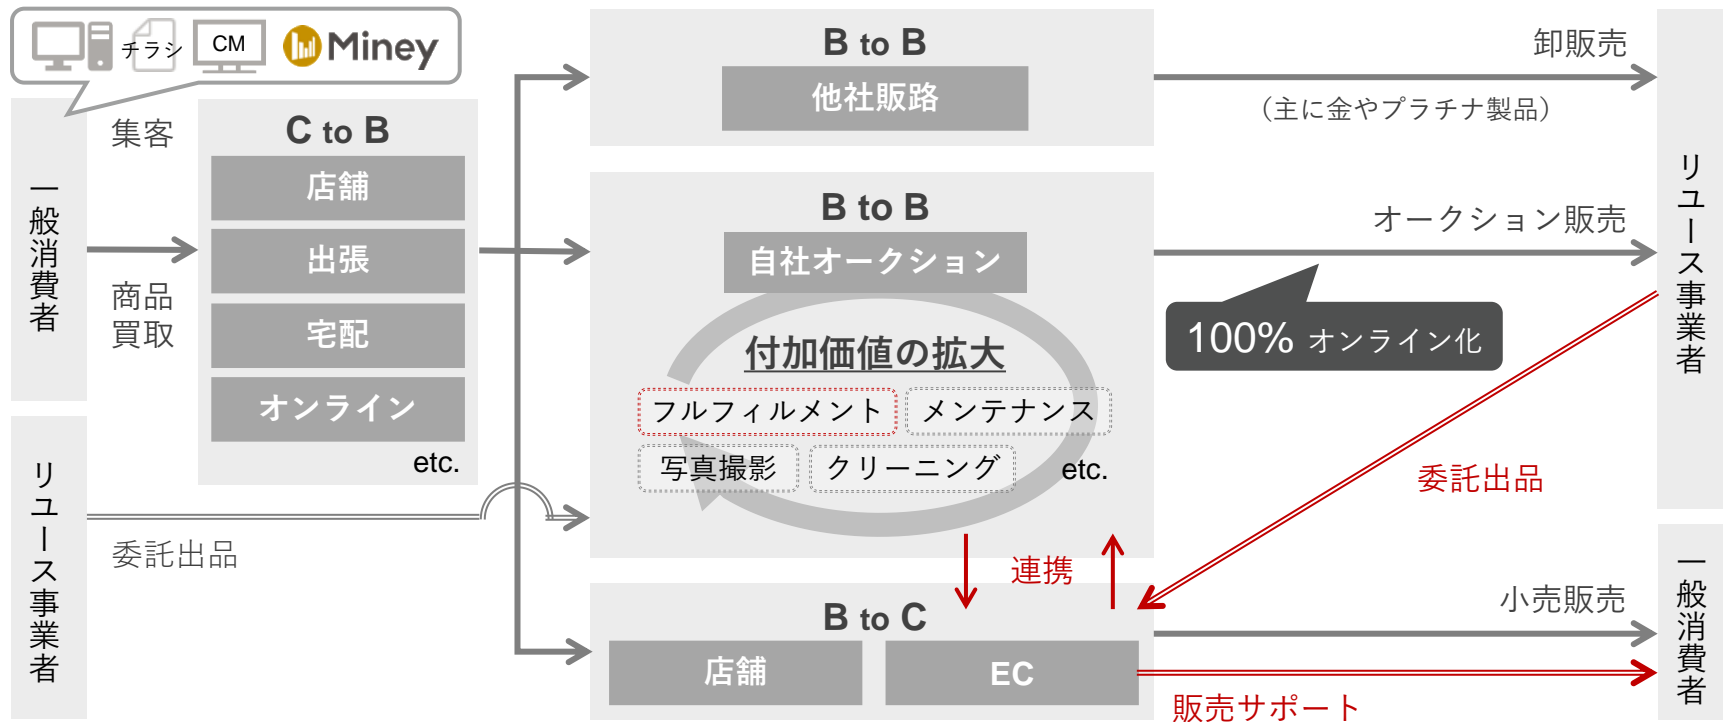 チラシ
CM
Miney
集客
一般消費者
商品
買取
C to B
店舗
出張
宅配
オンライン
etc.
リユース事業者
委託出品
B to B
他社販路
卸販売
(主に金やプラチナ製品)
B to B
自社オークション
付加価値の拡大
フルフィルメント
メンテナンス
写真撮影
クリーニング
etc.
オークション販売
100% オンライン化
リユース事業者
委託出品
連携
B to C
店舗
EC
小売販売
販売サポート
一般消費者